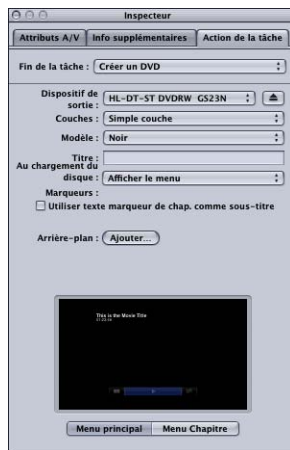 Inspecteur
Attributs A/V Info supplémentaires Action de la tâche
Fin de la tâche : Créer un DVD
Dispositif de sortie : HL-DT-ST DVDRW GS23N
Couches : Simple couche
Modèle : Noir
Titre :
Au chargement du disque : Afficher le menu
Marqueurs :
Utiliser texte marqueur de chap. comme sous-titre
Arrière-plan : Ajouter...
This is the Movie Title
Menu principal Menu Chapitre